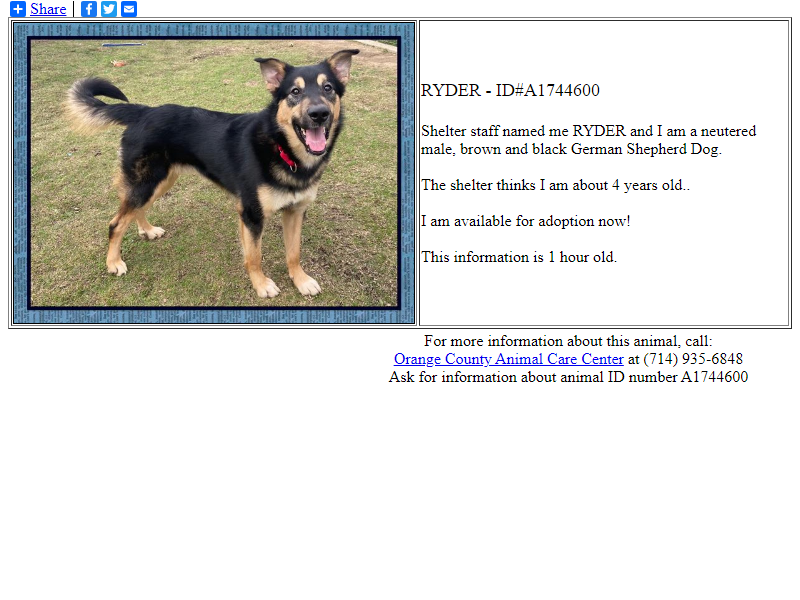 Share
RYDER - ID#A1744600
Shelter staff named me RYDER and I am a neutered
male, brown and black German Shepherd Dog.
The shelter thinks I am about 4 years old..
I am available for adoption now!
This information is 1 hour old.
For more information about this animal, call:
Orange County Animal Care Center at (714) 935-6848
Ask for information about animal ID number A1744600